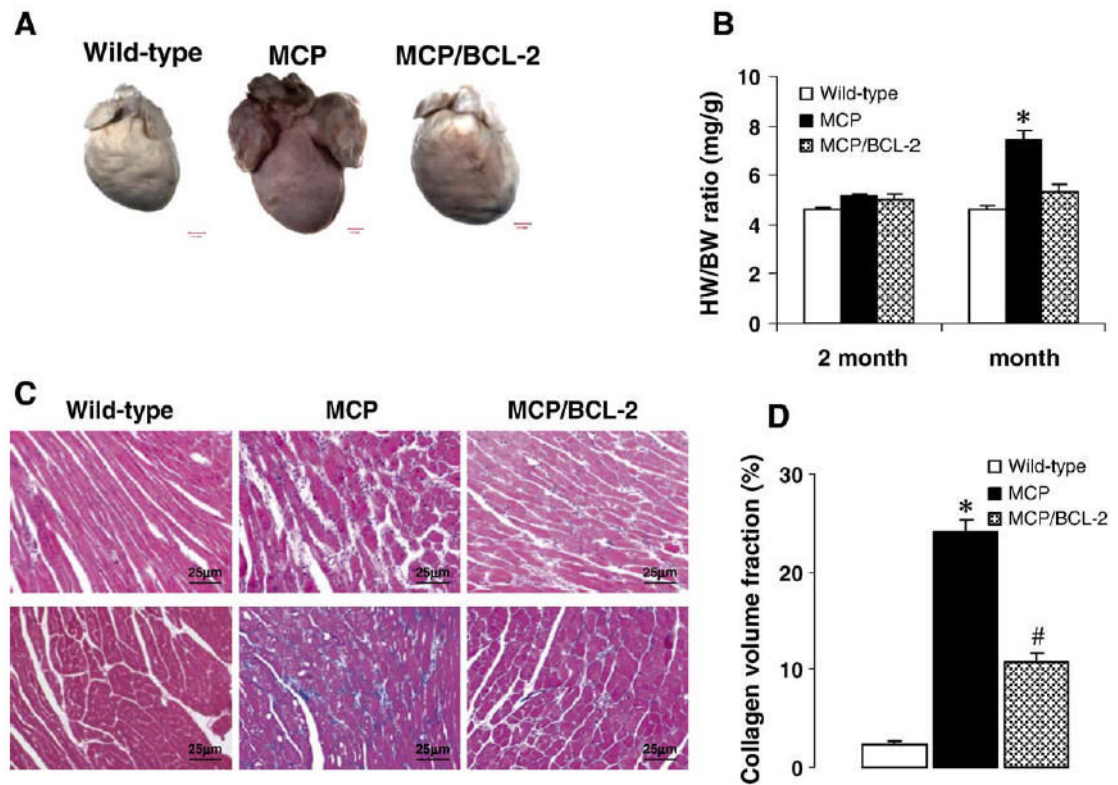 A
Wild-type MCP MCP/BCL-2
B
HW/BW ratio (mg/g)
10
8
6
4
2
0
Wild-type
MCP
MCP/BCL-2
*
2 month month
C
Wild-type MCP MCP/BCL-2
25μm 25μm 25μm
25μm 25μm 25μm
D
Collagen volume fraction (%)
30
20
10
0
Wild-type
MCP
MCP/BCL-2
*
#